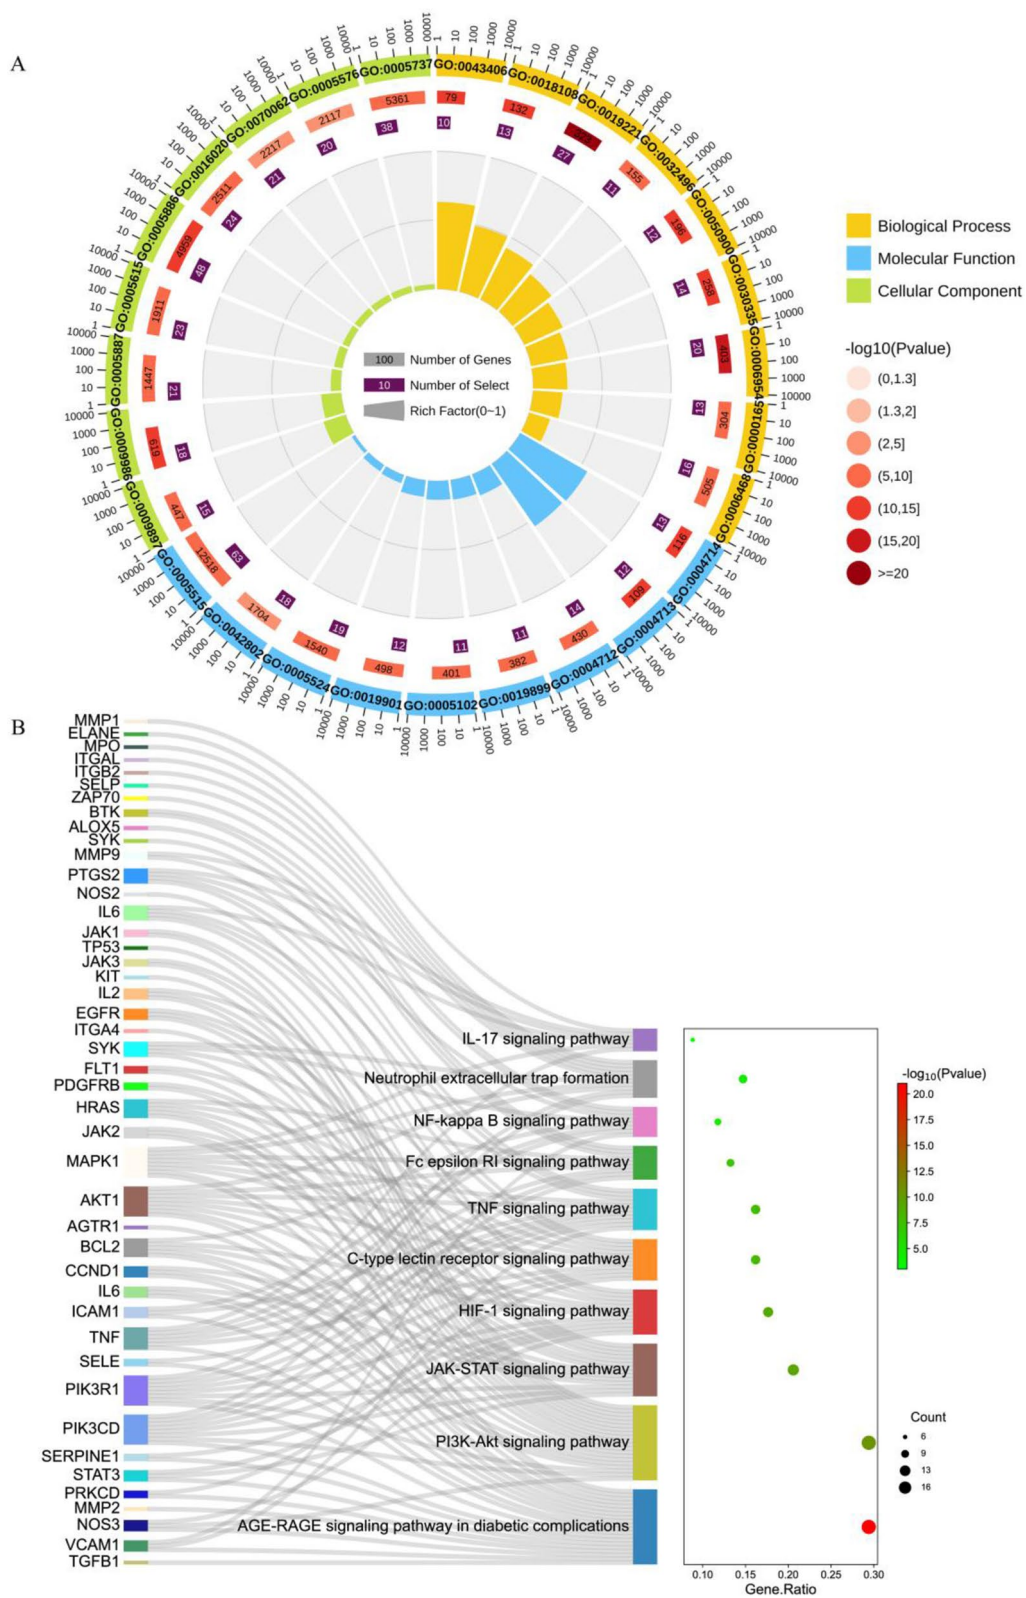 A
GO:0043406
GO:0018108
GO:0019221
GO:0032496
GO:0050900
GO:0030335
GO:0006954
GO:0001655
GO:0006468
GO:0004714
GO:0004713
GO:0004712
GO:0019899
GO:0005102
GO:0019901
GO:0005524
GO:0042802
GO:0005515
GO:0009897
GO:0009986
GO:0005887
GO:0005615
GO:0005886
GO:0016020
GO:0070062
GO:0005576
GO:0005737
1 10 100 1000 10000
79
132
155
196
258
403
304
505
116
109
430
382
401
498
1540
1704
12518
447
619
1447
1911
4959
2511
2217
2117
5361
10
13
27
11
12
14
20
13
16
13
12
14
11
11
12
19
18
63
15
18
21
23
48
24
21
20
38
100 Number of Genes
10 Number of Select
Rich Factor(0~1)
Biological Process
Molecular Function
Cellular Component
-log10(Pvalue)
(0,1.3]
(1.3,2]
(2,5]
(5,10]
(10,15]
(15,20]
>=20
B
MMP1
ELANE
MPO
ITGAL
ITGB2
SELP
ZAP70
BTK
ALOX5
SYK
MMP9
PTGS2
NOS2
IL6
JAK1
TP53
JAK3
KIT
IL2
EGFR
ITGA4
SYK
FLT1
PDGFRB
HRAS
JAK2
MAPK1
AKT1
AGTR1
BCL2
CCND1
IL6
ICAM1
TNF
SELE
PIK3R1
PIK3CD
SERPINE1
STAT3
PRKCD
MMP2
NOS3
VCAM1
TGFB1
IL-17 signaling pathway
Neutrophil extracellular trap formation
NF-kappa B signaling pathway
Fc epsilon RI signaling pathway
TNF signaling pathway
C-type lectin receptor signaling pathway
HIF-1 signaling pathway
JAK-STAT signaling pathway
PI3K-Akt signaling pathway
AGE-RAGE signaling pathway in diabetic complications
0.10 0.15 0.20 0.25 0.30
Gene.Ratio
-log10(Pvalue)
20.0
17.5
15.0
12.5
10.0
7.5
5.0
Count
6
9
13
16